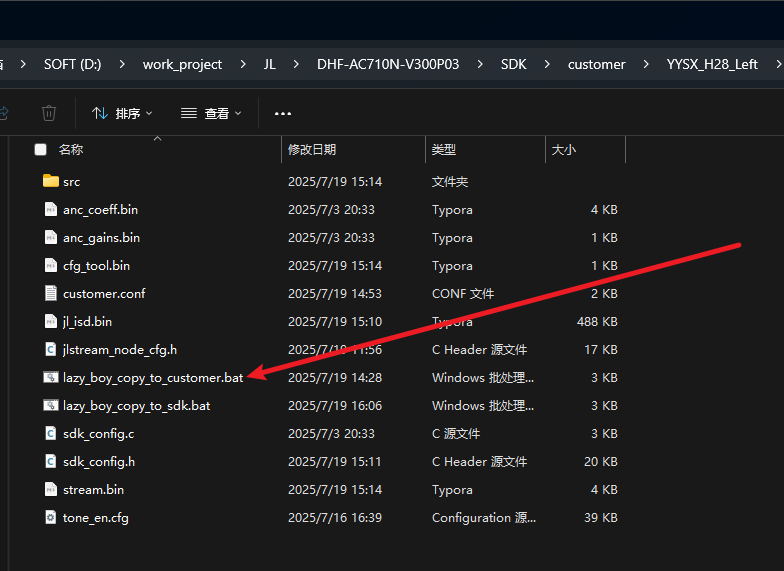 SOFT (D:) > work_project > JL > DHF-AC710N-V300P03 > SDK > customer > YYSX_H28_Left >
排序 查看 ...
名称 修改日期 类型 大小
src 2025/7/19 15:14 文件夹
anc_coeff.bin 2025/7/3 20:33 Typora 4 KB
anc_gains.bin 2025/7/3 20:33 Typora 1 KB
cfg_tool.bin 2025/7/19 15:14 Typora 1 KB
customer.conf 2025/7/19 14:53 CONF 文件 2 KB
jl_isd.bin 2025/7/19 15:10 Typora 488 KB
jlstream_node_cfg.h 2025/7/19 11:56 C Header 源文件 17 KB
lazy_boy_copy_to_customer.bat 2025/7/19 14:28 Windows 批处理... 3 KB
lazy_boy_copy_to_sdk.bat 2025/7/19 16:06 Windows 批处理... 3 KB
sdk_config.c 2025/7/3 20:33 C 源文件 3 KB
sdk_config.h 2025/7/19 15:11 C Header 源文件 20 KB
stream.bin 2025/7/19 15:14 Typora 4 KB
tone_en.cfg 2025/7/16 16:39 Configuration 源... 39 KB